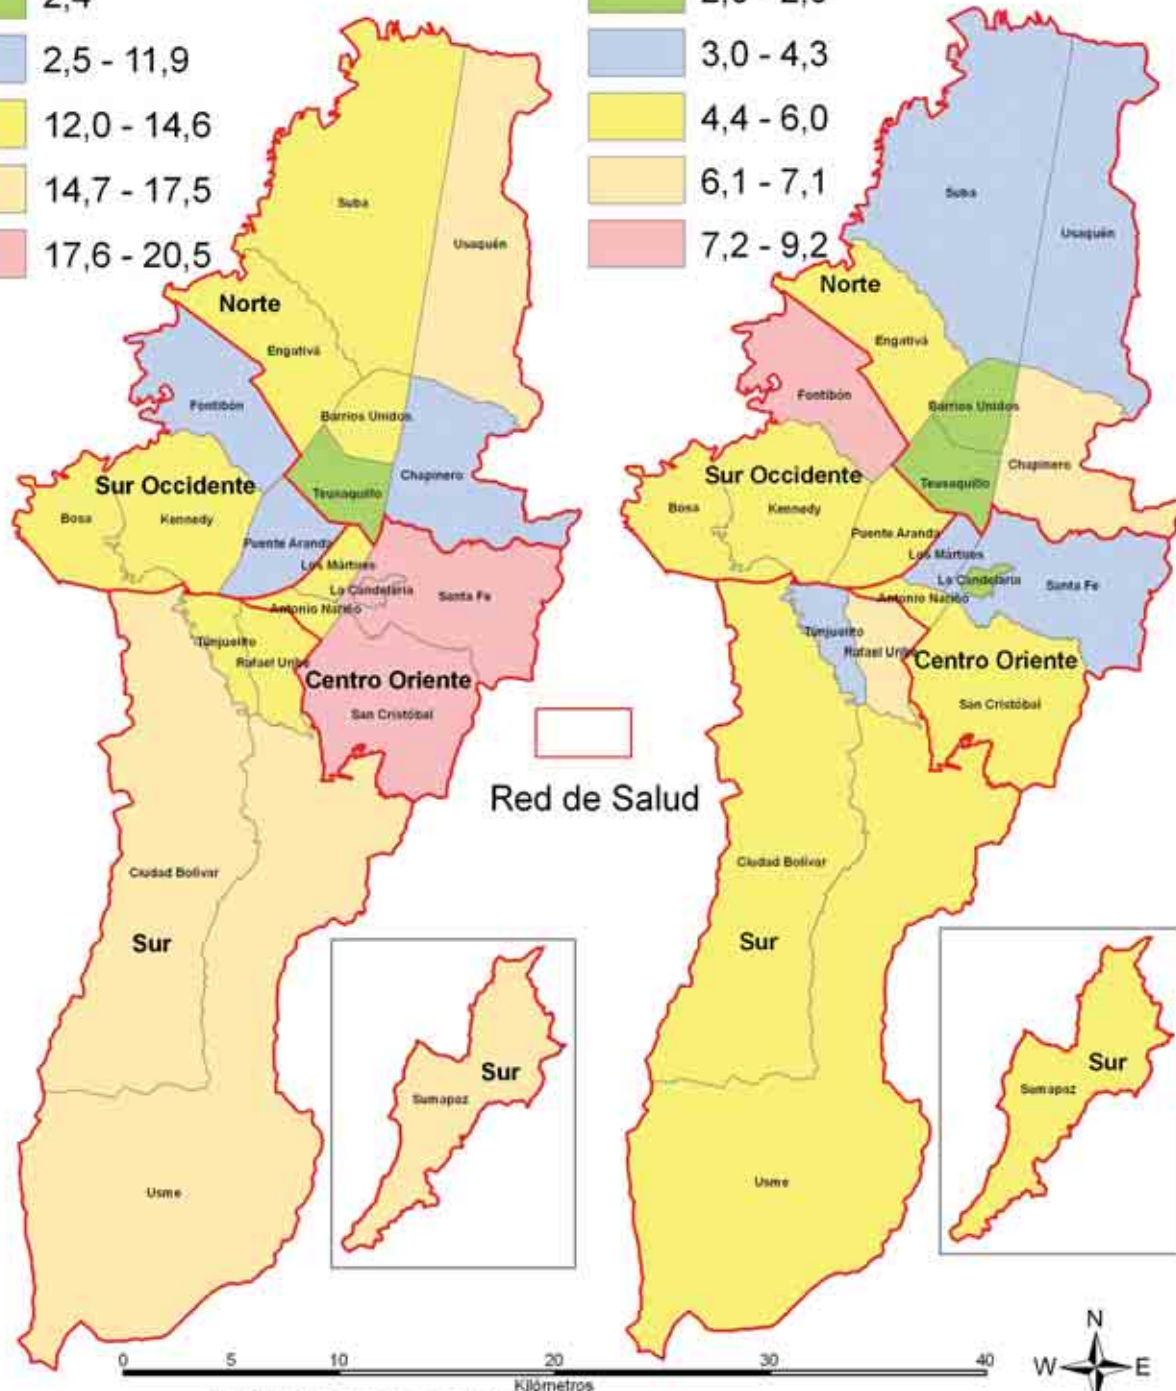 2,4
2,5 - 11,9
12,0 - 14,6
14,7 - 17,5
17,6 - 20,5
Suba
Usaquén
Norte
Engativá
Fontibón
Barrios Unidos
Sur Occidente
Chapinero
Teusaquillo
Bosa
Kennedy
Puente Aranda
Los Mártires
La Candelaria
Santa Fe
Antonio Nariño
Tunjuelito
Rafael Uribe
Centro Oriente
San Cristóbal
Ciudad Bolívar
Sur
Sur
Sumapaz
Usme
Red de Salud
3,0 - 4,3
4,4 - 6,0
6,1 - 7,1
7,2 - 9,2
Suba
Usaquén
Norte
Engativá
Fontibón
Barrios Unidos
Sur Occidente
Chapinero
Teusaquillo
Bosa
Kennedy
Puente Aranda
Los Mártires
La Candelaria
Santa Fe
Antonio Nariño
Tunjuelito
Rafael Uribe
Centro Oriente
San Cristóbal
Ciudad Bolívar
Sur
Sur
Sumapaz
Usme
0 5 10 20 30 40
Kilómetros
N
W E